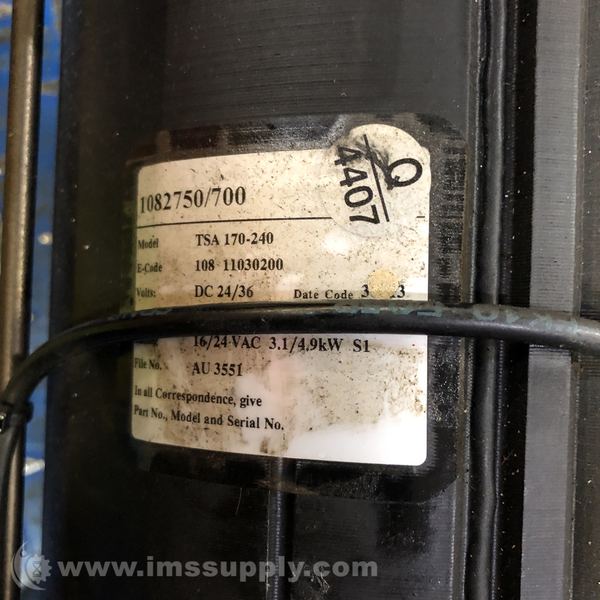 1082750/700
Q
4407
Model TSA 170-240
E-Code 108 11030200
Volts: DC 24/36 Date Code 3
16/24 VAC 3.1/4.9kW S1
File No. AU 3551
In all Correspondence, give
Part No., Model and Serial No.
www.imssupply.com